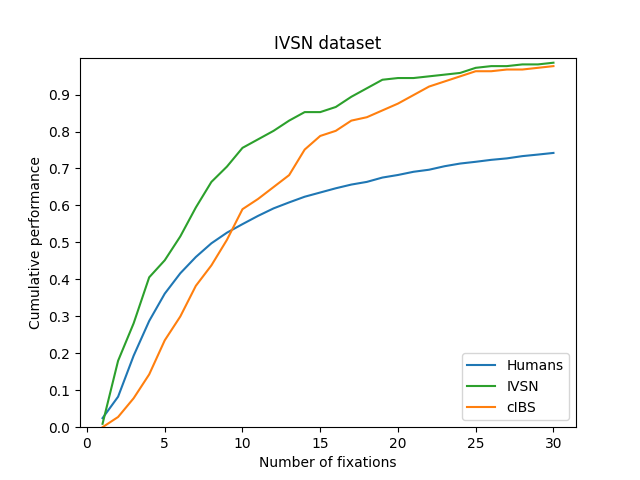 IVSN dataset
Cumulative performance
0.9
0.8
0.7
0.6
0.5
0.4
0.3
0.2
0.1
0.0
0 5 10 15 20 25 30
Number of fixations
Humans
IVSN
cIBS